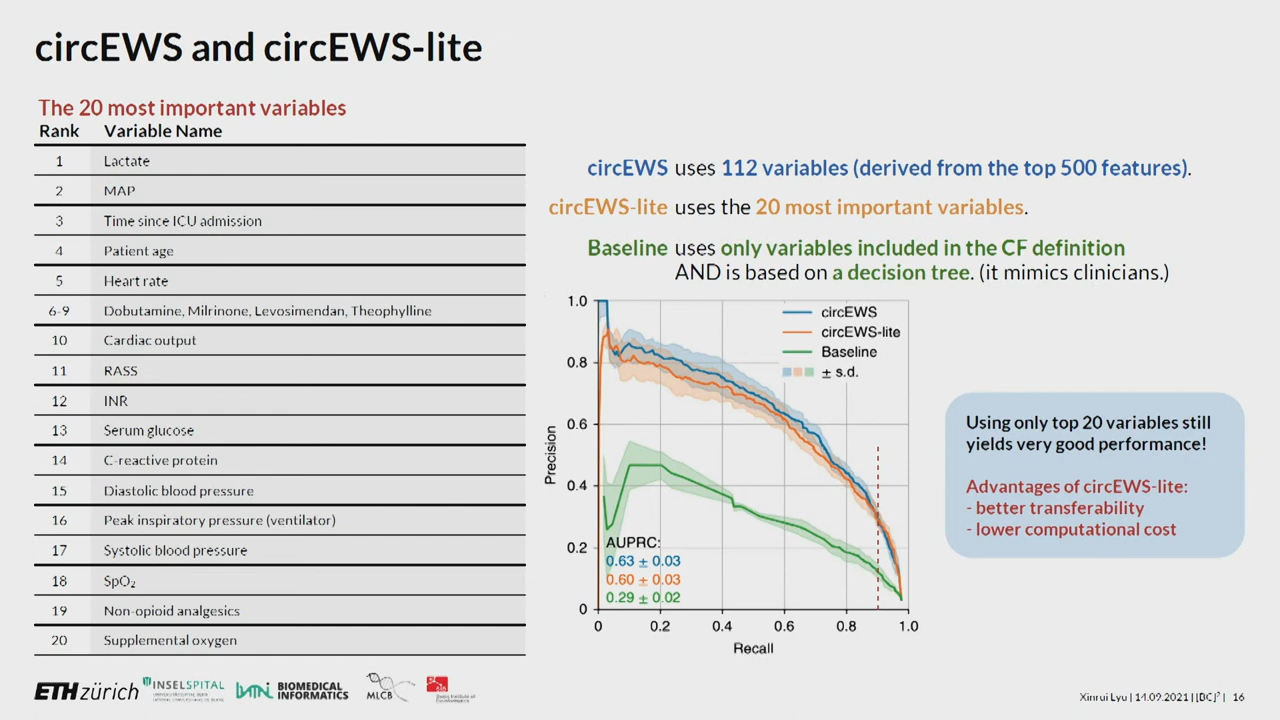 circEWS and circEWS-lite
The 20 most important variables
Rank Variable Name
1 Lactate
2 MAP
3 Time since ICU admission
4 Patient age
5 Heart rate
6-9 Dobutamine, Milrinone, Levosimendan, Theophylline
10 Cardiac output
11 RASS
12 INR
13 Serum glucose
14 C-reactive protein
15 Diastolic blood pressure
16 Peak inspiratory pressure (ventilator)
17 Systolic blood pressure
18 SpO₂
19 Non-opioid analgesics
20 Supplemental oxygen
circEWS uses 112 variables (derived from the top 500 features).
circEWS-lite uses the 20 most important variables.
Baseline uses only variables included in the CF definition
AND is based on a decision tree. (it mimics clinicians.)
1.0
0.8
0.6
0.4
0.2
0
Precision
circEWS
circEWS-lite
Baseline
± s.d.
AUPRC:
0.63 ± 0.03
0.60 ± 0.03
0.29 ± 0.02
0 0.2 0.4 0.6 0.8 1.0
Recall
Using only top 20 variables still
yields very good performance!
Advantages of circEWS-lite:
- better transferability
- lower computational cost
ETH zürich
INSELSPITAL
BIOMEDICAL
INFORMATICS
MLCB
Xinrui Lyu | 14.09.2021 | [BC]² | 16